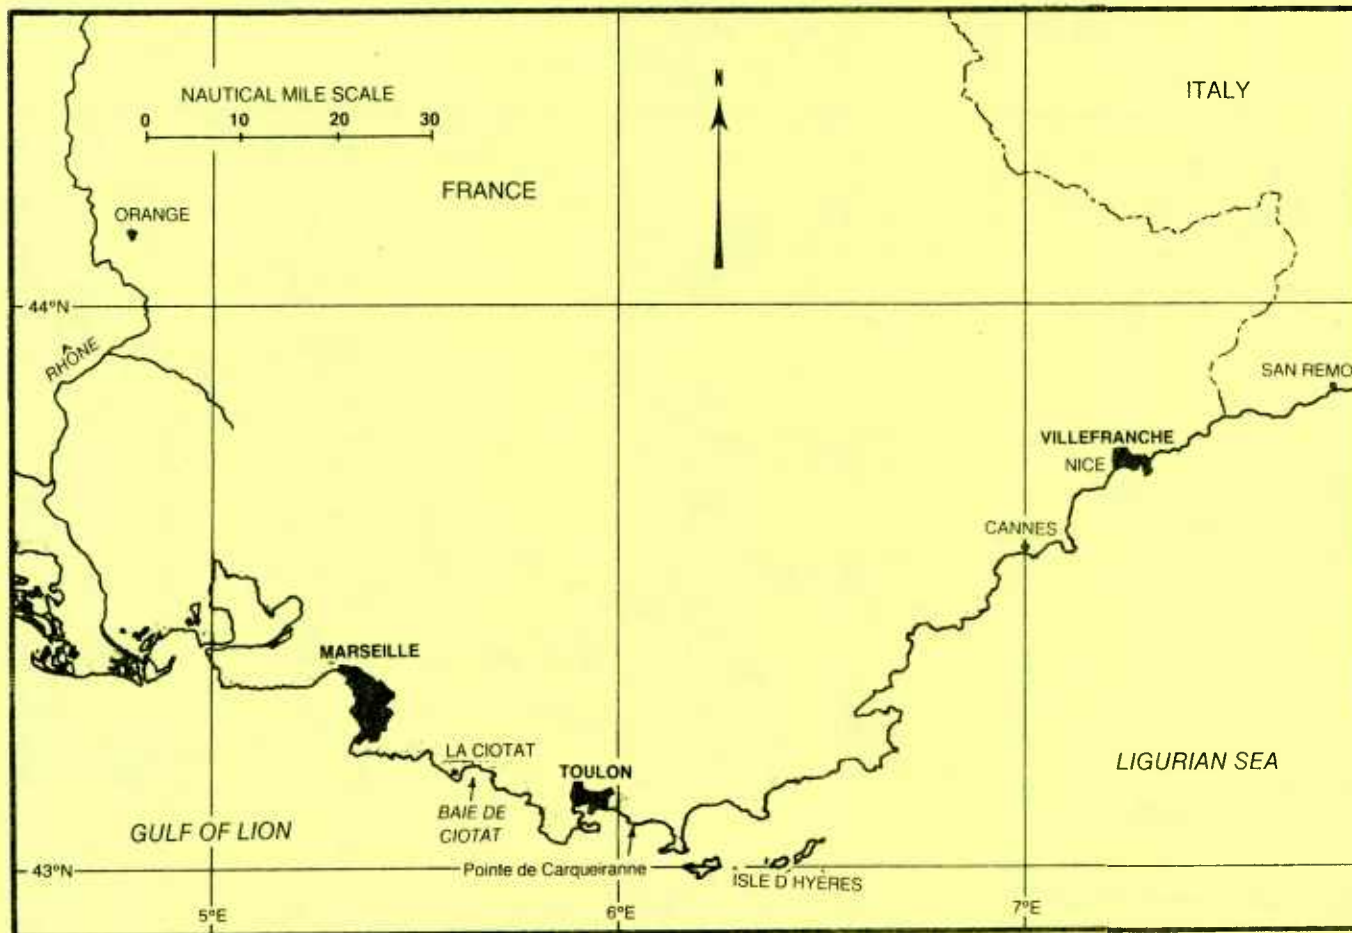 NAUTICAL MILE SCALE
0 10 20 30
N
ITALY
FRANCE
ORANGE
44°N
RHÔNE
SAN REMO
VILLEFRANCHE
NICE
CANNES
MARSEILLE
LA CIOTAT
TOULON
BAIE DE
CIOTAT
LIGURIAN SEA
GULF OF LION
Pointe de Carqueiranne
ISLE D HYERES
43°N
5°E
6°E
7°E